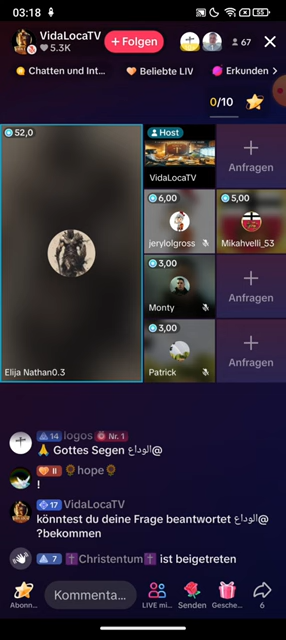 03:18
55
VidaLocaTV
5.3K
+ Folgen
67
Chatten und Int...
Beliebte LIV
Erkunden
0/10
52,0
Host
VidaLocaTV
Anfragen
6,00
jerylolgross
5,00
Mikahvelli_53
3,00
Monty
Anfragen
3,00
Patrick
Anfragen
Elija Nathan0.3
14 logos Nr. 1
🙏 Gottes Segen الوداع@
II 🌻hope🌻
!
17 VidaLocaTV
könntest du deine Frage beantwortet الوداع@
?bekommen
7 ✝️Christentum✝️ ist beigetreten
Abonn...
Kommenta...
LIVE mi...
Senden
Gesche...
6